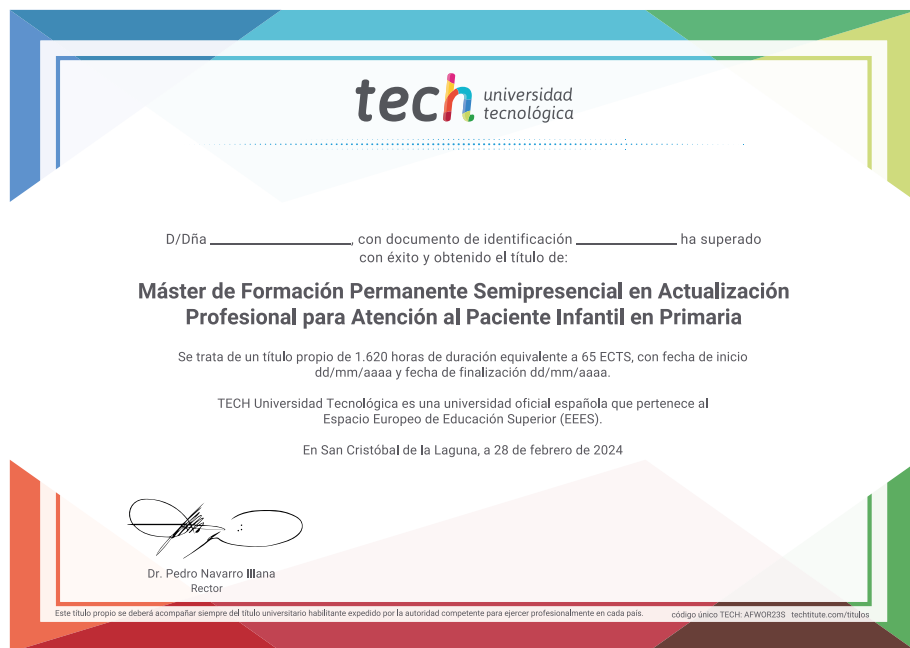 tech universidad
tecnológica
D/Dña ______________, con documento de identificación __________ ha superado
con éxito y obtenido el título de:
Máster de Formación Permanente Semipresencial en Actualización
Profesional para Atención al Paciente Infantil en Primaria
Se trata de un título propio de 1.620 horas de duración equivalente a 65 ECTS, con fecha de inicio
dd/mm/aaaa y fecha de finalización dd/mm/aaaa.
TECH Universidad Tecnológica es una universidad oficial española que pertenece al
Espacio Europeo de Educación Superior (EEES).
En San Cristóbal de la Laguna, a 28 de febrero de 2024
Dr. Pedro Navarro Illana
Rector
Este título propio se deberá acompañar siempre del título universitario habilitante expedido por la autoridad competente para ejercer profesionalmente en cada país. código único TECH: AFWOR23S techtitute.com/titulos